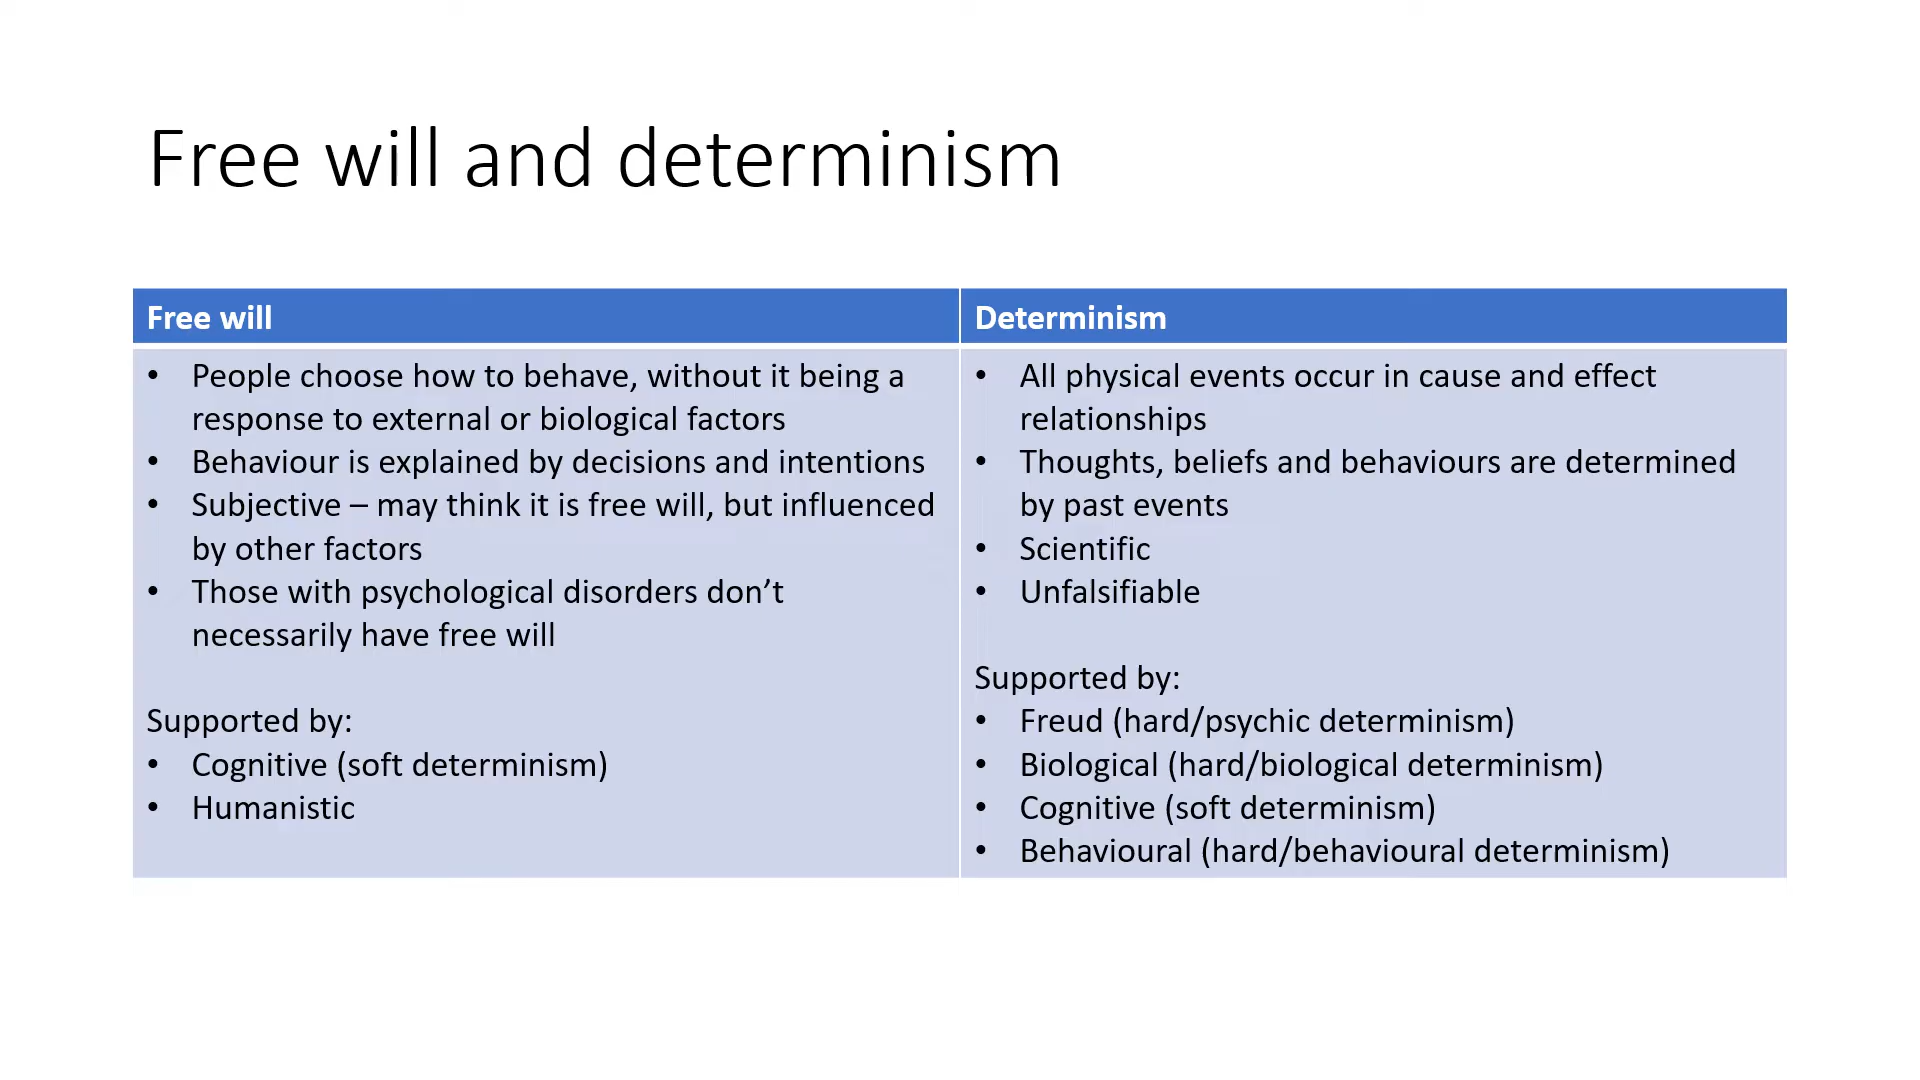 Free will and determinism
Free will
• People choose how to behave, without it being a
response to external or biological factors
• Behaviour is explained by decisions and intentions
• Subjective – may think it is free will, but influenced
by other factors
• Those with psychological disorders don’t
necessarily have free will
Supported by:
• Cognitive (soft determinism)
• Humanistic
Determinism
• All physical events occur in cause and effect
relationships
• Thoughts, beliefs and behaviours are determined
by past events
• Scientific
• Unfalsifiable
Supported by:
• Freud (hard/psychic determinism)
• Biological (hard/biological determinism)
• Cognitive (soft determinism)
• Behavioural (hard/behavioural determinism)